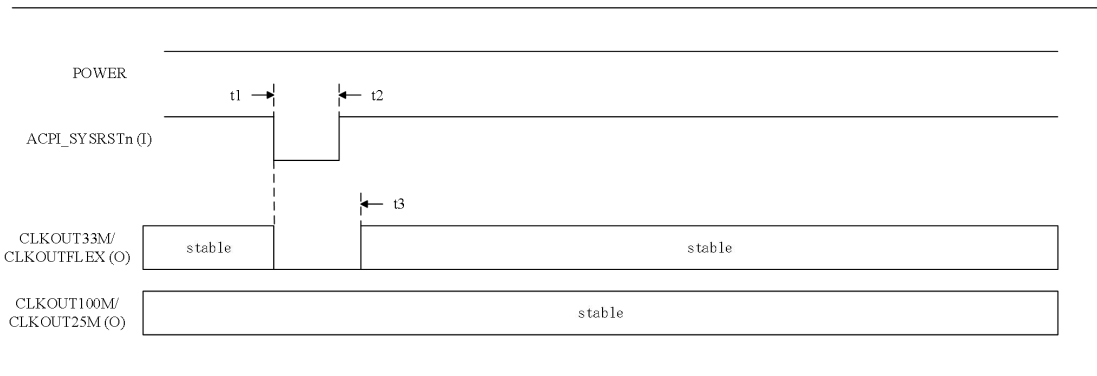 POWER
t1
t2
ACPI_SYSRSTn (I)
t3
CLKOUT33M/
CLKOUTFLEX (O)
stable
stable
CLKOUT100M/
CLKOUT25M (O)
stable